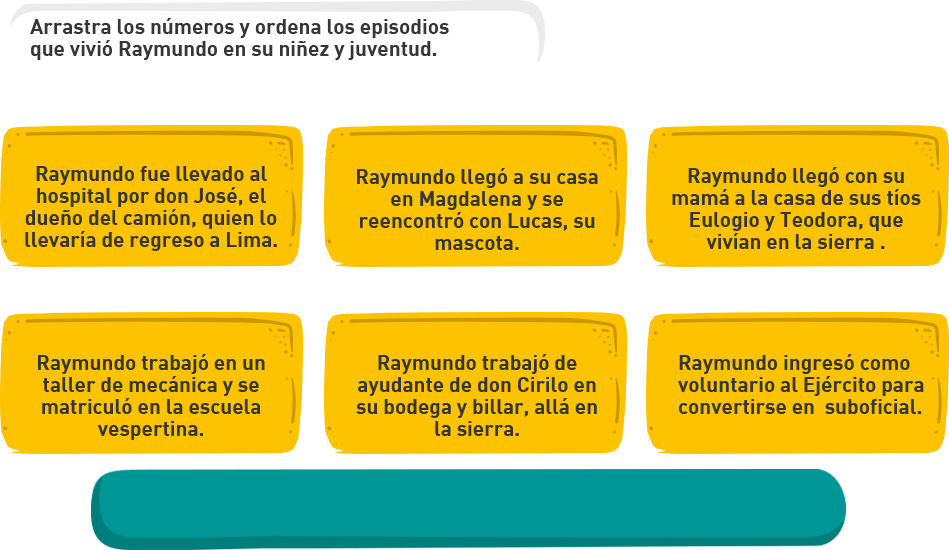 Arrastra los números y ordena los episodios
que vivió Raymundo en su niñez y juventud.
Raymundo fue llevado al
hospital por don José, el
dueño del camión, quien lo
llevaría de regreso a Lima.
Raymundo llegó a su casa
en Magdalena y se
reencontró con Lucas, su
mascota.
Raymundo llegó con su
mamá a la casa de sus tíos
Eulogio y Teodora, que
vivían en la sierra .
Raymundo trabajó en un
taller de mecánica y se
matriculó en la escuela
vespertina.
Raymundo trabajó de
ayudante de don Cirilo en
su bodega y billar, allá en
la sierra.
Raymundo ingresó como
voluntario al Ejército para
convertirse en  suboficial.